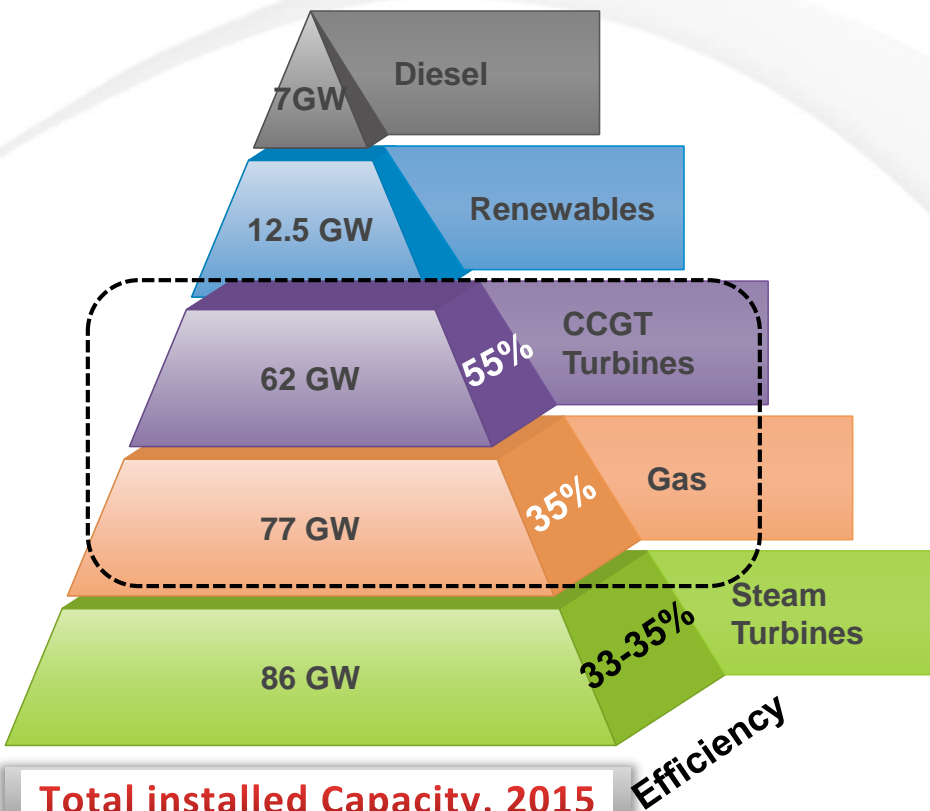 7GW
Diesel
12.5 GW
Renewables
62 GW
55%
CCGT
Turbines
77 GW
35%
Gas
86 GW
33-35%
Steam
Turbines
Efficiency
Total installed Capacity, 2015